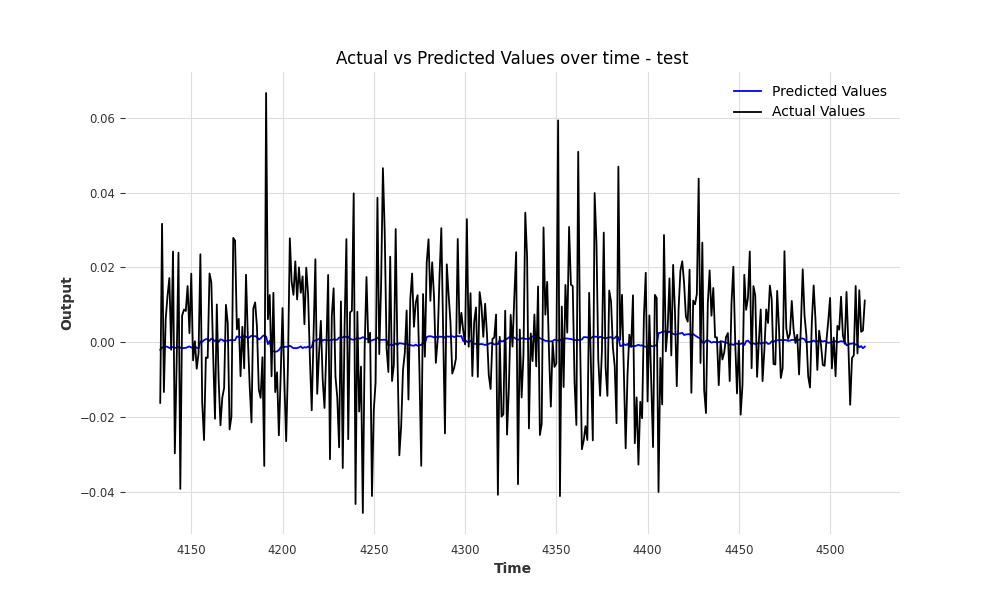 Actual vs Predicted Values over time - test
Predicted Values
Actual Values
0.06
0.04
0.02
0.00
−0.02
−0.04
Output
4150 4200 4250 4300 4350 4400 4450 4500
Time